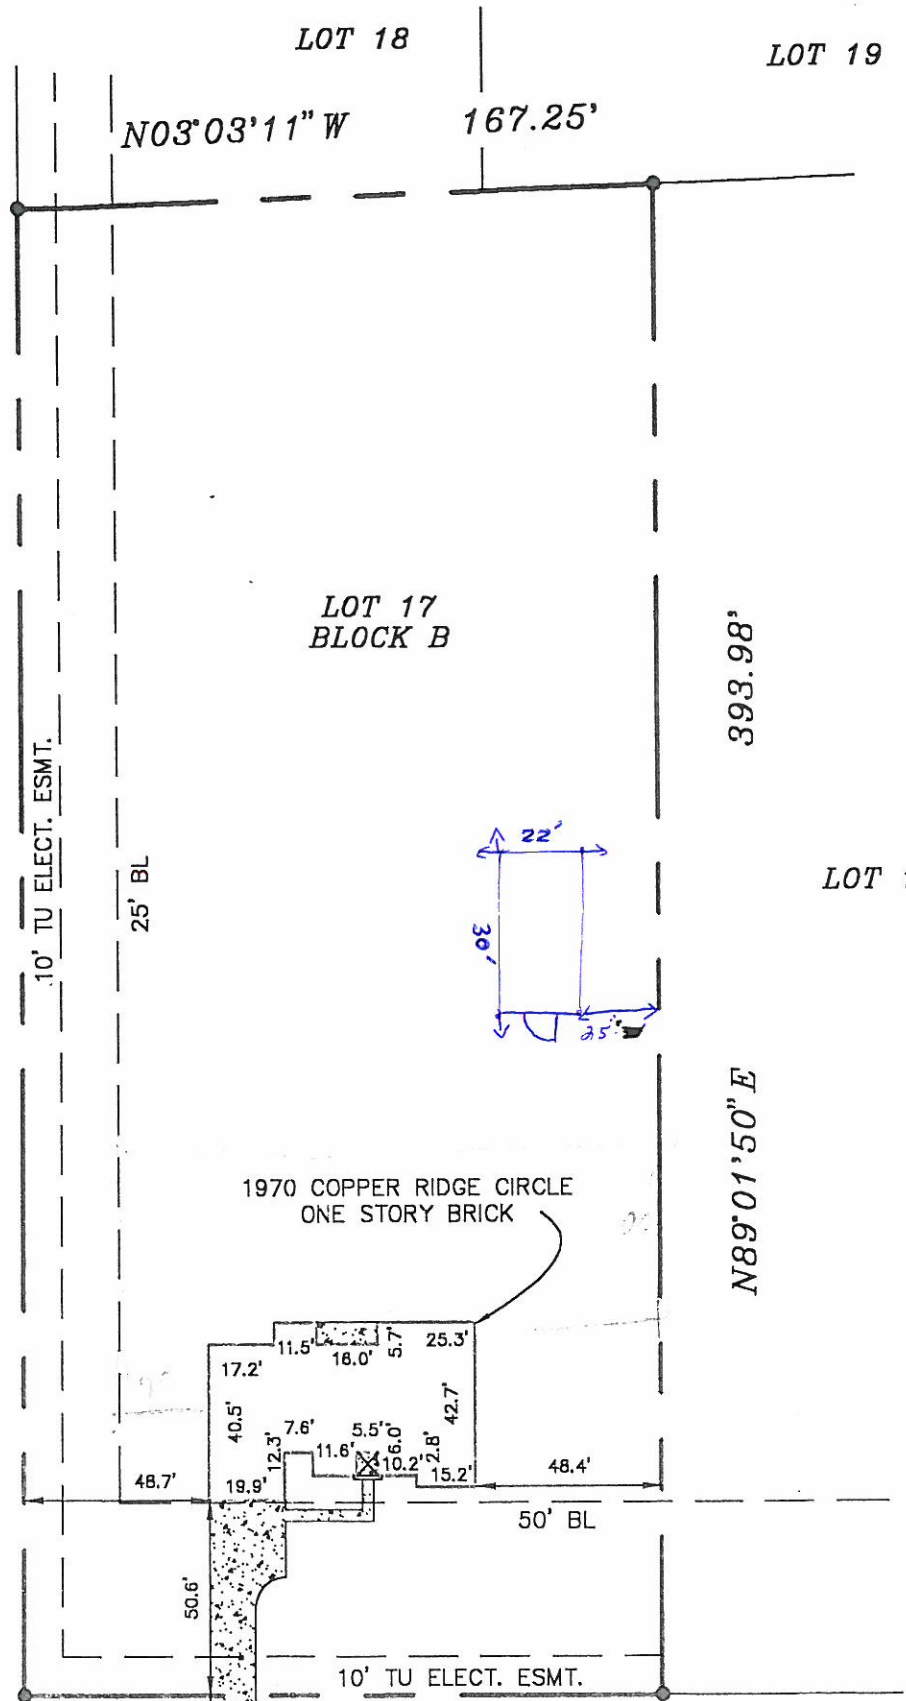 LOT 18
LOT 19
N03°03'11" W 167.25'
LOT 17
BLOCK B
393.98'
10' TU ELECT. ESMT.
25' BL
22'
30'
25'
LOT
N89°01'50" E
1970 COPPER RIDGE CIRCLE
ONE STORY BRICK
11.5'
16.0'
5.7'
25.3'
17.2'
40.5'
42.7'
7.6'
5.5'
6.0'
12.3'
11.6'
10.2'
2.8'
15.2'
48.7'
19.9'
48.4'
50' BL
50.6'
10' TU ELECT. ESMT.